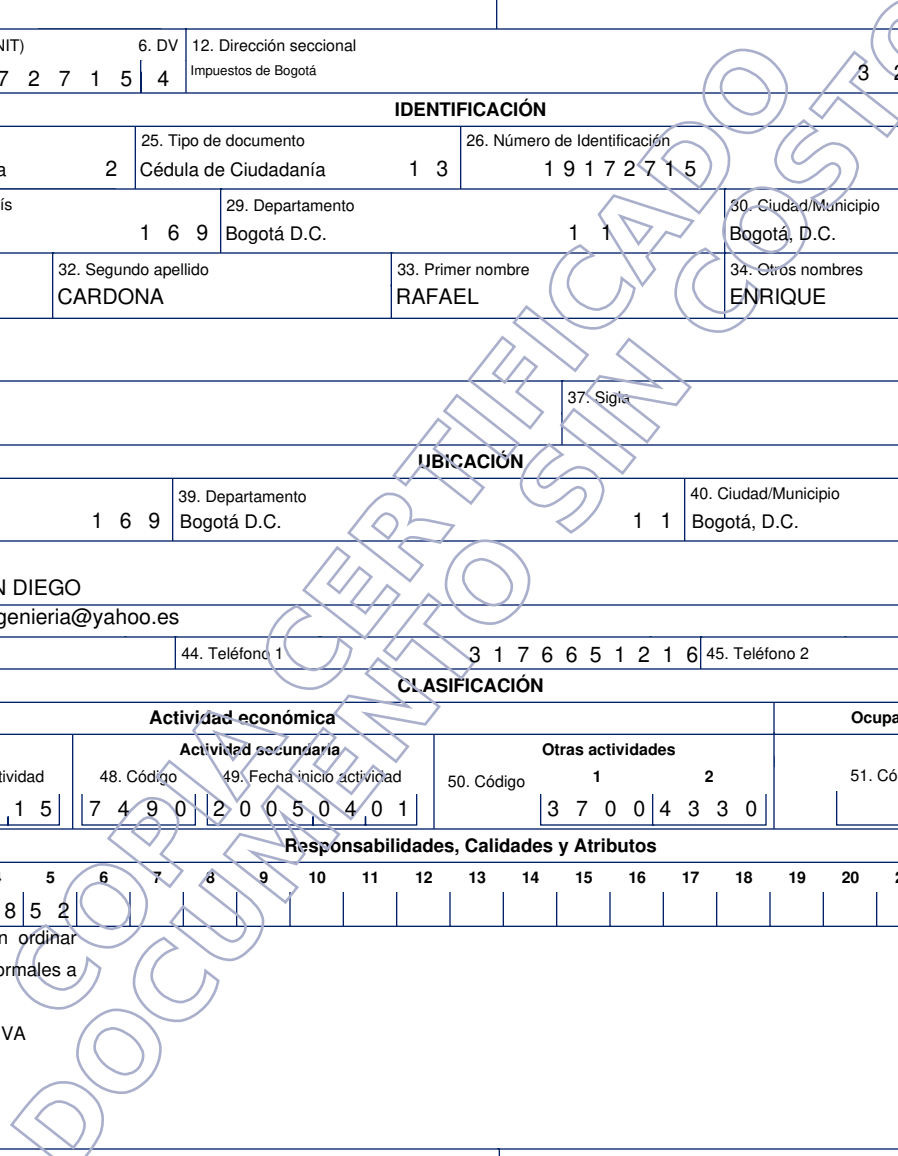 NIT) 6. DV 12. Dirección seccional
7 2 7 1 5 4 Impuestos de Bogotá 3 2
IDENTIFICACIÓN
25. Tipo de documento 26. Número de Identificación
a 2 Cédula de Ciudadanía 1 3 1 9 1 7 2 7 1 5
ís 29. Departamento 30. Ciudad/Municipio
1 6 9 Bogotá D.C. 1 1 Bogotá, D.C.
32. Segundo apellido 33. Primer nombre 34. Otros nombres
CARDONA RAFAEL ENRIQUE
37. Sigla
UBICACIÓN
39. Departamento 40. Ciudad/Municipio
1 6 9 Bogotá D.C. 1 1 Bogotá, D.C.
N DIEGO
genieria@yahoo.es
44. Teléfono 1 3 1 7 6 6 5 1 2 1 6 45. Teléfono 2
CLASIFICACIÓN
Actividad económica Ocupa
Actividad secundaria Otras actividades
tividad 48. Código 49. Fecha inicio actividad 50. Código 1 2 51. Có
1 5 7 4 9 0 2 0 0 5 0 4 0 1 3 7 0 0 4 3 3 0
Responsabilidades, Calidades y Atributos
5 6 7 8 9 10 11 12 13 14 15 16 17 18 19 20
8 5 2
n ordinar
ormales a
VA
COPIA CERTIFICADO
DOCUMENTO SIN COSTO